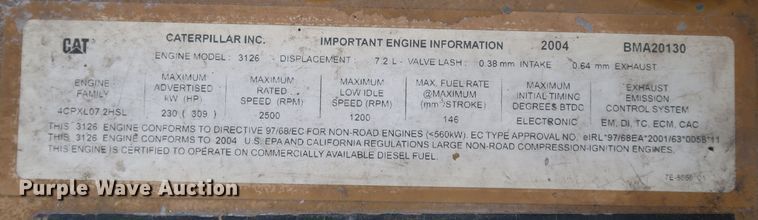 CAT
CATERPILLAR INC. IMPORTANT ENGINE INFORMATION 2004 BMA20130
ENGINE MODEL: 3126 - DISPLACEMENT: 7.2 L - VALVE LASH: 0.38 mm INTAKE 0.64 mm EXHAUST
ENGINE FAMILY
MAXIMUM ADVERTISED kW (HP)
MAXIMUM RATED SPEED (RPM)
MAXIMUM LOW IDLE SPEED (RPM)
MAX. FUEL RATE @MAXIMUM (mm³/STROKE)
MAXIMUM INITIAL TIMING DEGREES BTDC
EXHAUST EMISSION CONTROL SYSTEM
4CPXL07.2HSL 230 ( 309 ) 2500 1200 146 ELECTRONIC EM, DI, TC, ECM, CAC
THIS 3126 ENGINE CONFORMS TO DIRECTIVE 97/68/EC FOR NON-ROAD ENGINES (<560kW). EC TYPE APPROVAL NO. eIRL*97/68EA*2001/63*0058*11
THIS 3126 ENGINE CONFORMS TO 2004 U.S. EPA AND CALIFORNIA REGULATIONS LARGE NON-ROAD COMPRESSION-IGNITION ENGINES.
THIS ENGINE IS CERTIFIED TO OPERATE ON COMMERCIALLY AVAILABLE DIESEL FUEL.
Purple Wave Auction
Purple Wave Auction